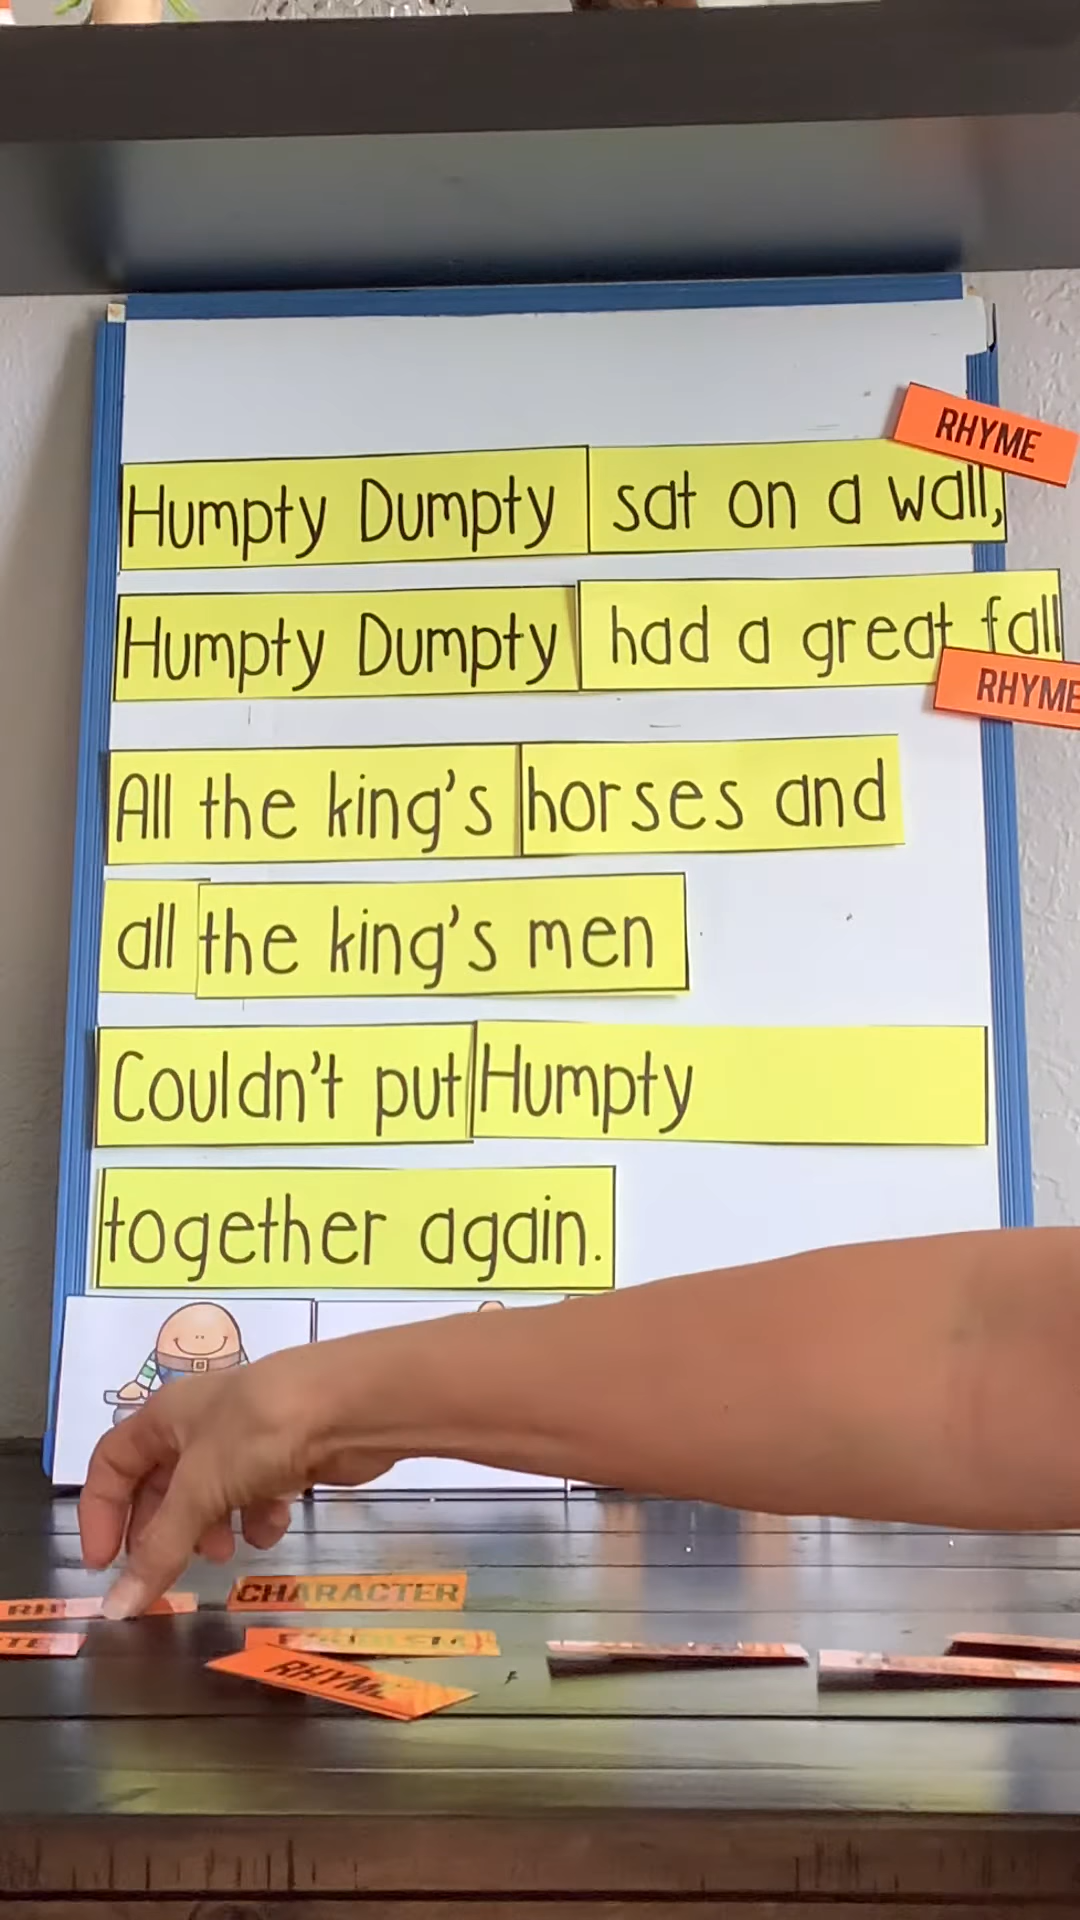 RHYME
Humpty Dumpty sat on a wall,
Humpty Dumpty had a great fall
RHYME
All the king's horses and
all the king's men
Couldn't put Humpty
together again.
CHARACTER
RHYME